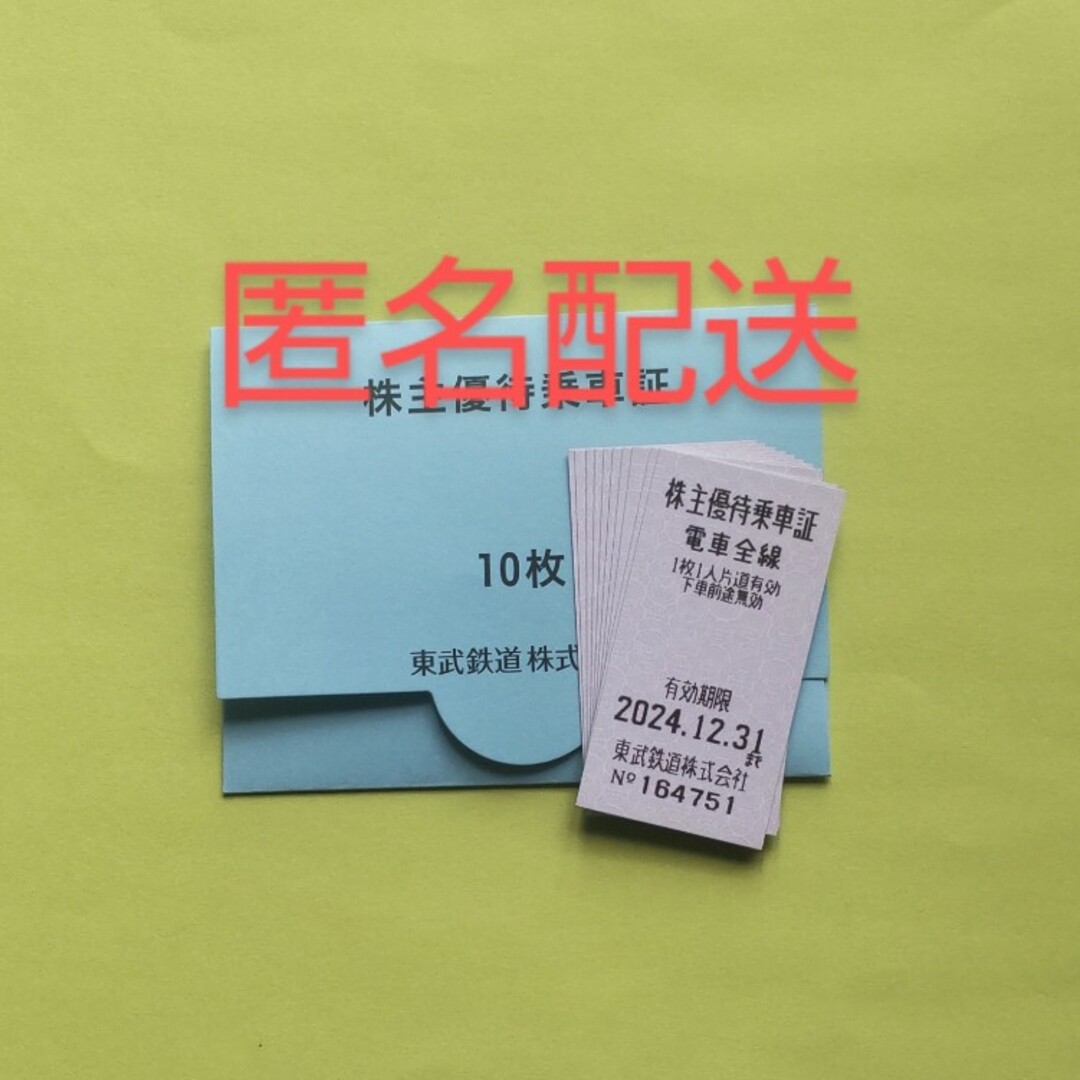 匿名配送
株主優待乗車証
10枚
東武鉄道株式
株主優待乗車証
電車全線
1枚1人片道有効
下車前途無効
有効期限
2024.12.31
まで
東武鉄道株式会社
Nº164751